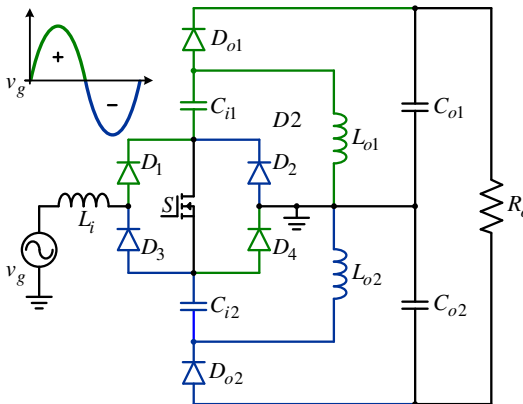 D_o1
+
v_g
−
C_i1
D2
C_o1
L_o1
D_1
D_2
S
R_o
L_i
D_3
D_4
v_g
L_o2
C_i2
C_o2
D_o2